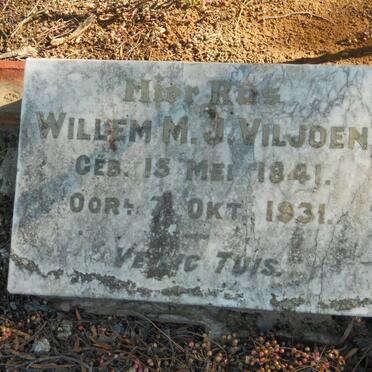 Hier Rus
WILLEM M. J. VILJOEN
GEB. 15 MEI 1841.
OORL. 7 OKT. 1931.
VEILIG TUIS.